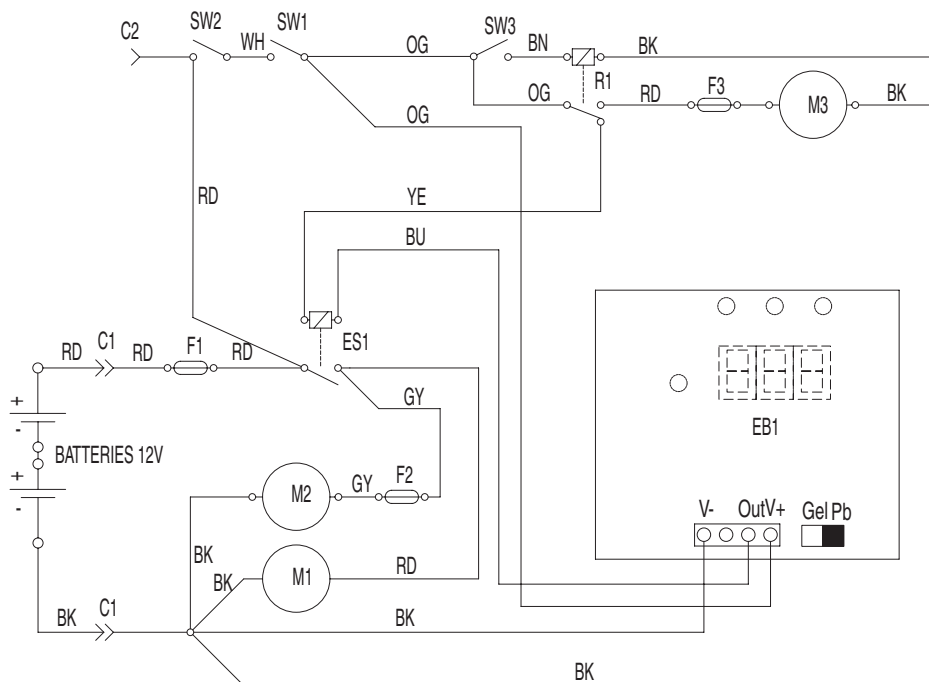 C2
SW2
WH
SW1
OG
SW3
BN
BK
R1
OG
RD
F3
M3
BK
OG
RD
YE
BU
C1
F1
ES1
RD
RD
RD
GY
+
-
BATTERIES 12V
+
-
EB1
M2
GY
F2
V-
Out
V+
Gel
Pb
BK
M1
RD
BK
BK
C1
BK
BK